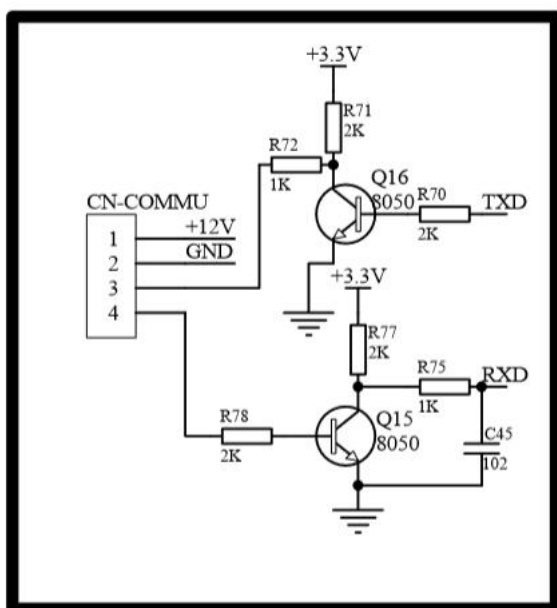 +3.3V
R71
2K
R72
1K
Q16
8050
R70
2K
TXD
CN-COMMU
1
+12V
2
GND
3
4
+3.3V
R77
2K
R75
1K
RXD
R78
2K
Q15
8050
C45
102